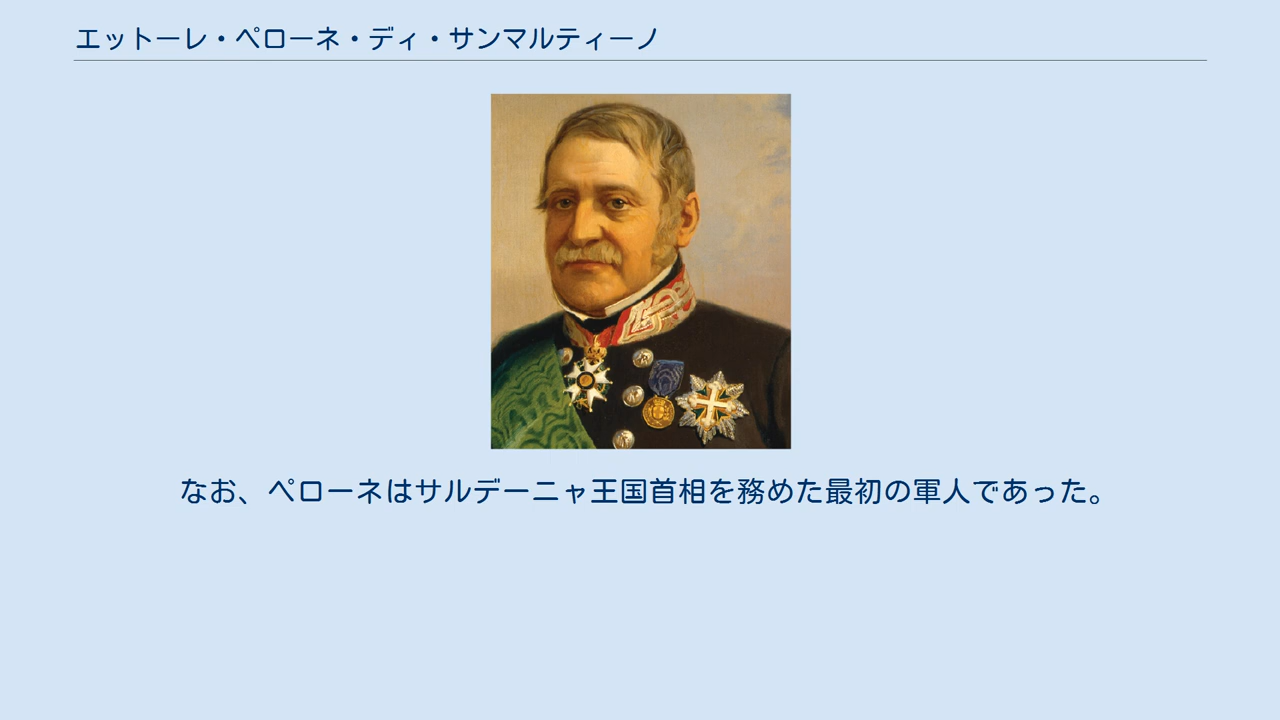 エットーレ・ペローネ・ディ・サンマルティーノ
なお、ペローネはサルデーニャ王国首相を務めた最初の軍人であった。